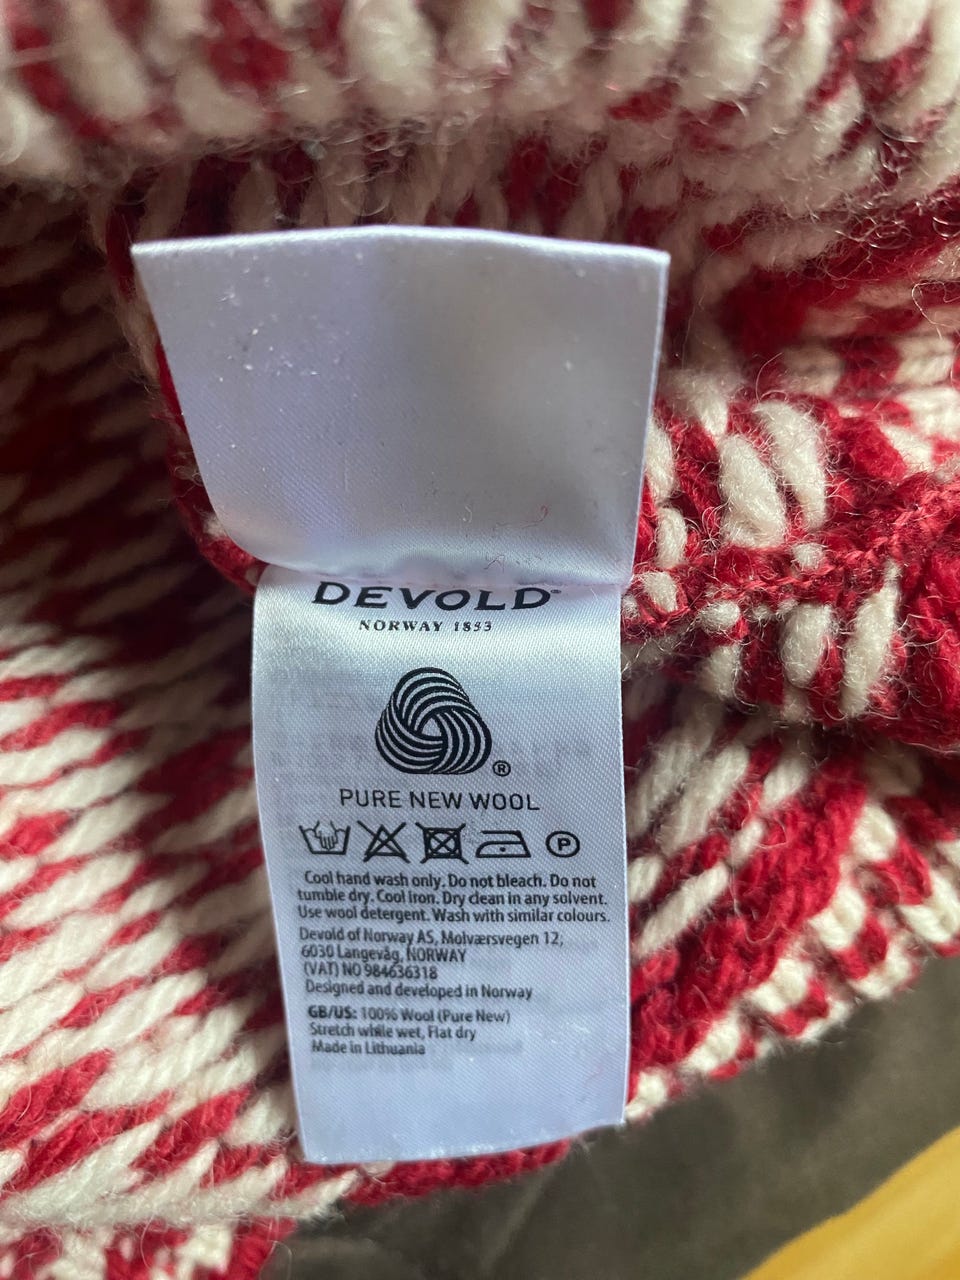 DEVOLD®
NORWAY 1853
®
PURE NEW WOOL
P
Cool hand wash only. Do not bleach. Do not
tumble dry. Cool iron. Dry clean in any solvent.
Use wool detergent. Wash with similar colours.
Devold of Norway AS, Molværsvegen 12,
6030 Langevåg, NORWAY
(VAT) NO 984636318
Designed and developed in Norway
GB/US: 100% Wool (Pure New)
Stretch while wet, Flat dry
Made in Lithuania